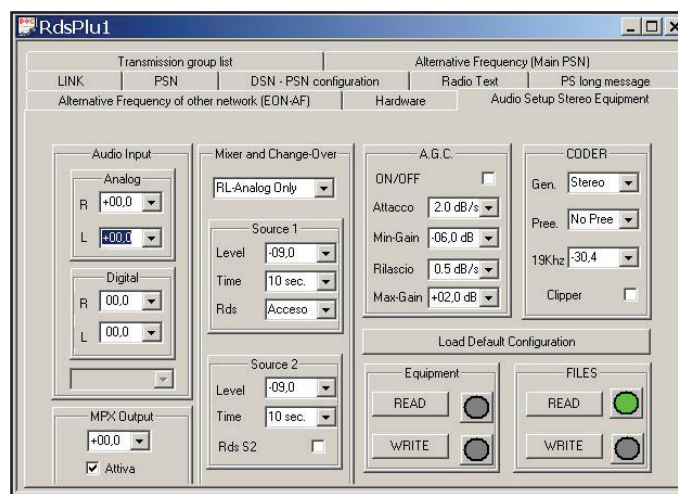 RdsPlu1
Transmission group list
Alternative Frequency (Main PSN)
LINK
PSN
DSN - PSN configuration
Radio Text
PS long message
Alternative Frequency of other network (EON-AF)
Hardware
Audio Setup Stereo Equipment
Audio Input
Analog
R +00,0
L +00,0
Digital
R 00,0
L 00,0
MPX Output
+00,0
Attiva
Mixer and Change-Over
RL-Analog Only
Source 1
Level -09,0
Time 10 sec.
Rds Acceso
Source 2
Level -09,0
Time 10 sec.
Rds S2
A.G.C.
ON/OFF
Attacco 2.0 dB/s
Min-Gain -06,0 dB
Rilascio 0.5 dB/s
Max-Gain +02,0 dB
CODER
Gen. Stereo
Pree. No Pree
19Khz -30,4
Clipper
Load Default Configuration
Equipment
READ
WRITE
FILES
READ
WRITE